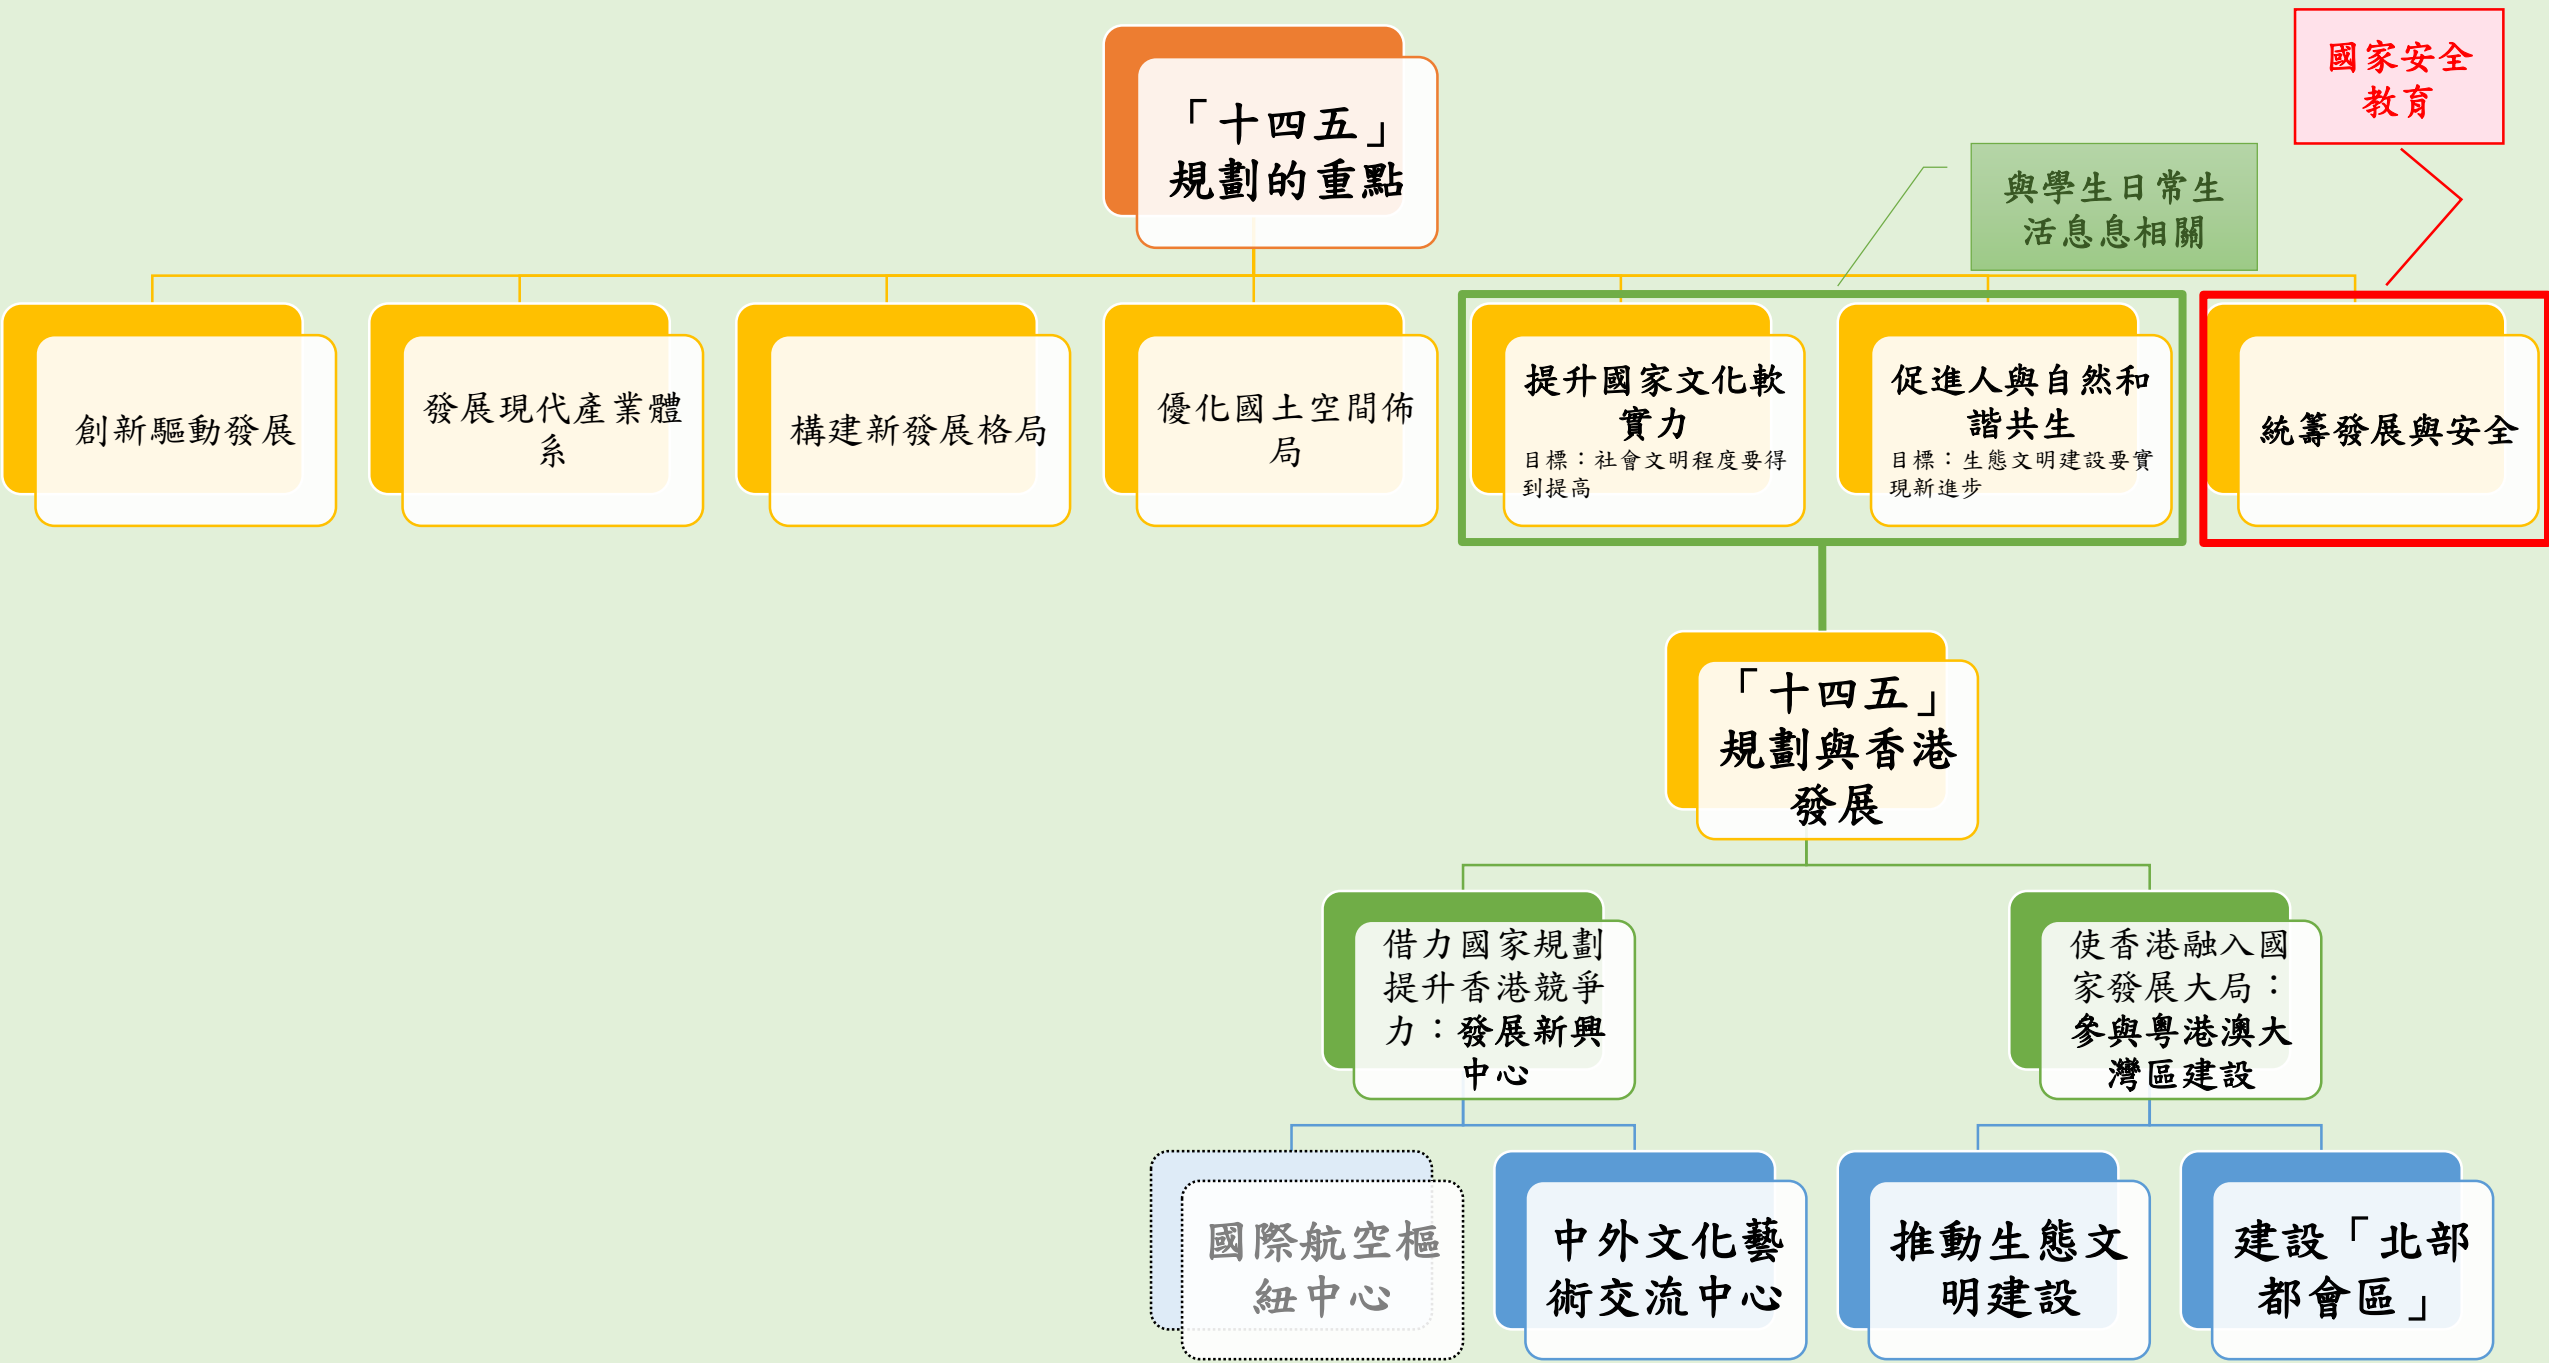 國家安全
教育
「十四五」
規劃的重點
與學生日常生
活息息相關
創新驅動發展
發展現代產業體
系
構建新發展格局
優化國土空間佈
局
提升國家文化軟
實力
目標：社會文明程度要得
到提高
促進人與自然和
諧共生
目標：生態文明建設要實
現新進步
統籌發展與安全
「十四五」
規劃與香港
發展
借力國家規劃
提升香港競爭
力：發展新興
中心
使香港融入國
家發展大局：
參與粵港澳大
灣區建設
國際航空樞
紐中心
中外文化藝
術交流中心
推動生態文
明建設
建設「北部
都會區」